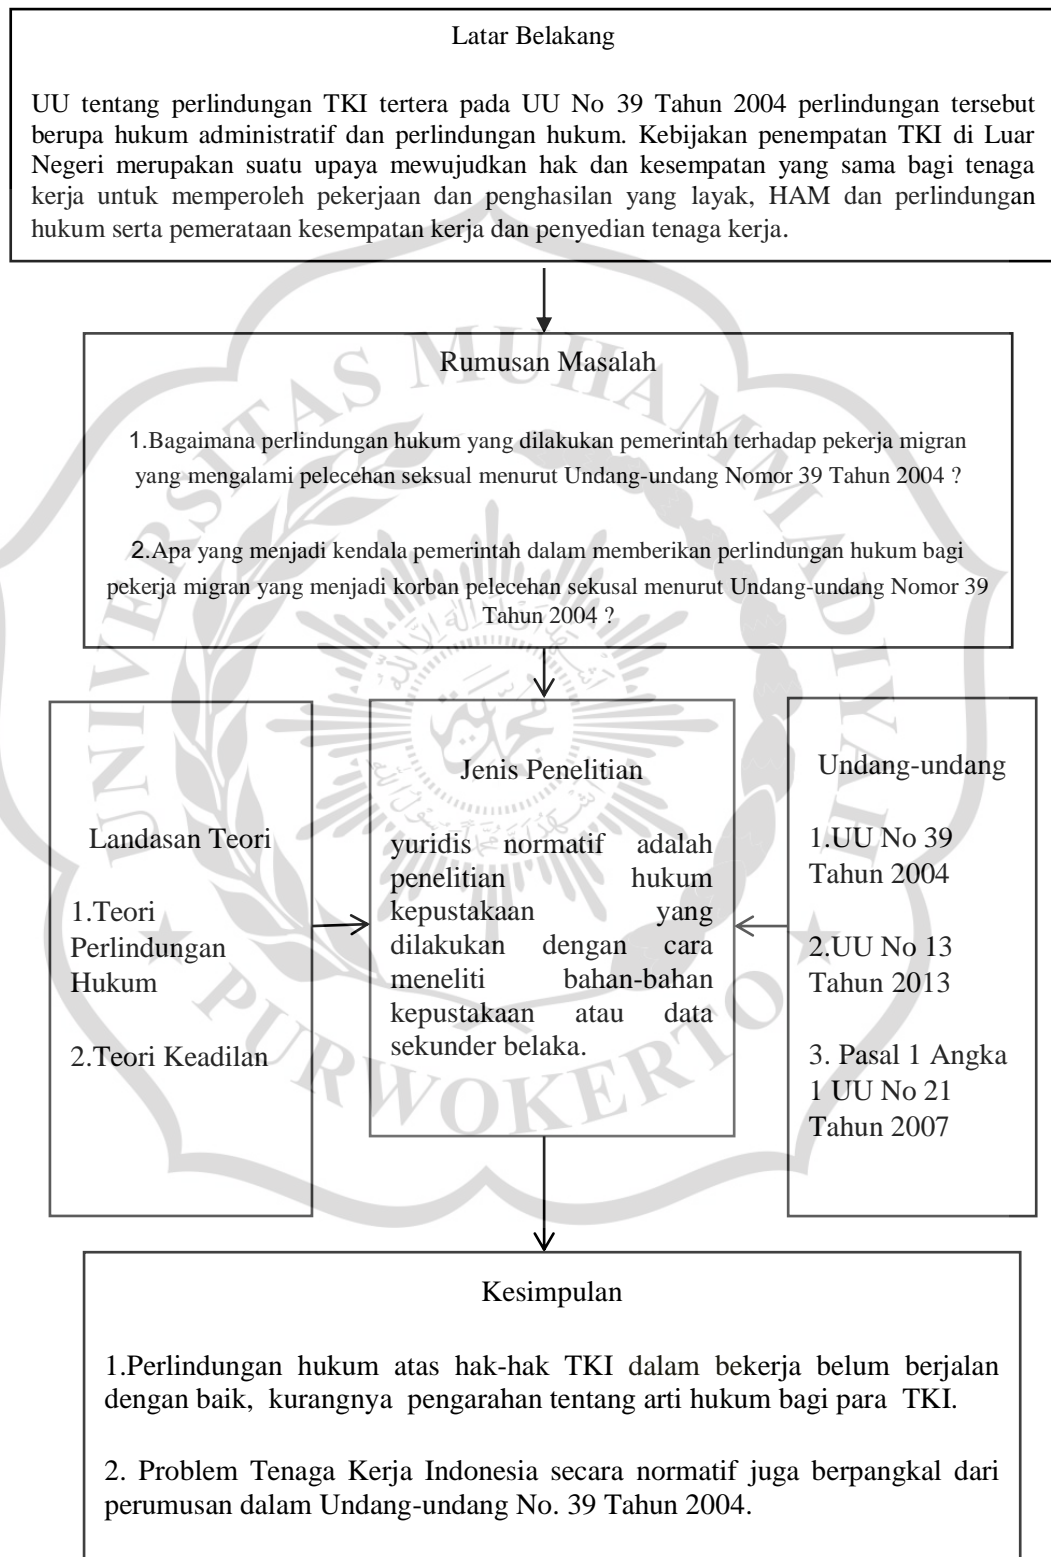 Latar Belakang
UU tentang perlindungan TKI tertera pada UU No 39 Tahun 2004 perlindungan tersebut
berupa hukum administratif dan perlindungan hukum. Kebijakan penempatan TKI di Luar
Negeri merupakan suatu upaya mewujudkan hak dan kesempatan yang sama bagi tenaga
kerja untuk memperoleh pekerjaan dan penghasilan yang layak, HAM dan perlindungan
hukum serta pemerataan kesempatan kerja dan penyedian tenaga kerja.
Rumusan Masalah
1.Bagaimana perlindungan hukum yang dilakukan pemerintah terhadap pekerja migran
yang mengalami pelecehan seksual menurut Undang-undang Nomor 39 Tahun 2004 ?
2.Apa yang menjadi kendala pemerintah dalam memberikan perlindungan hukum bagi
pekerja migran yang menjadi korban pelecehan sekusal menurut Undang-undang Nomor 39
Tahun 2004 ?
Landasan Teori
1.Teori
Perlindungan
Hukum
2.Teori Keadilan
Jenis Penelitian
yuridis normatif adalah
penelitian hukum
kepustakaan yang
dilakukan dengan cara
meneliti bahan-bahan
kepustakaan atau data
sekunder belaka.
Undang-undang
1.UU No 39
Tahun 2004
2.UU No 13
Tahun 2013
3. Pasal 1 Angka
1 UU No 21
Tahun 2007
Kesimpulan
1.Perlindungan hukum atas hak-hak TKI dalam bekerja belum berjalan
dengan baik, kurangnya pengarahan tentang arti hukum bagi para TKI.
2. Problem Tenaga Kerja Indonesia secara normatif juga berpangkal dari
perumusan dalam Undang-undang No. 39 Tahun 2004.
UNIVERSITAS MUHAMMADIYAH
PURWOKERTO